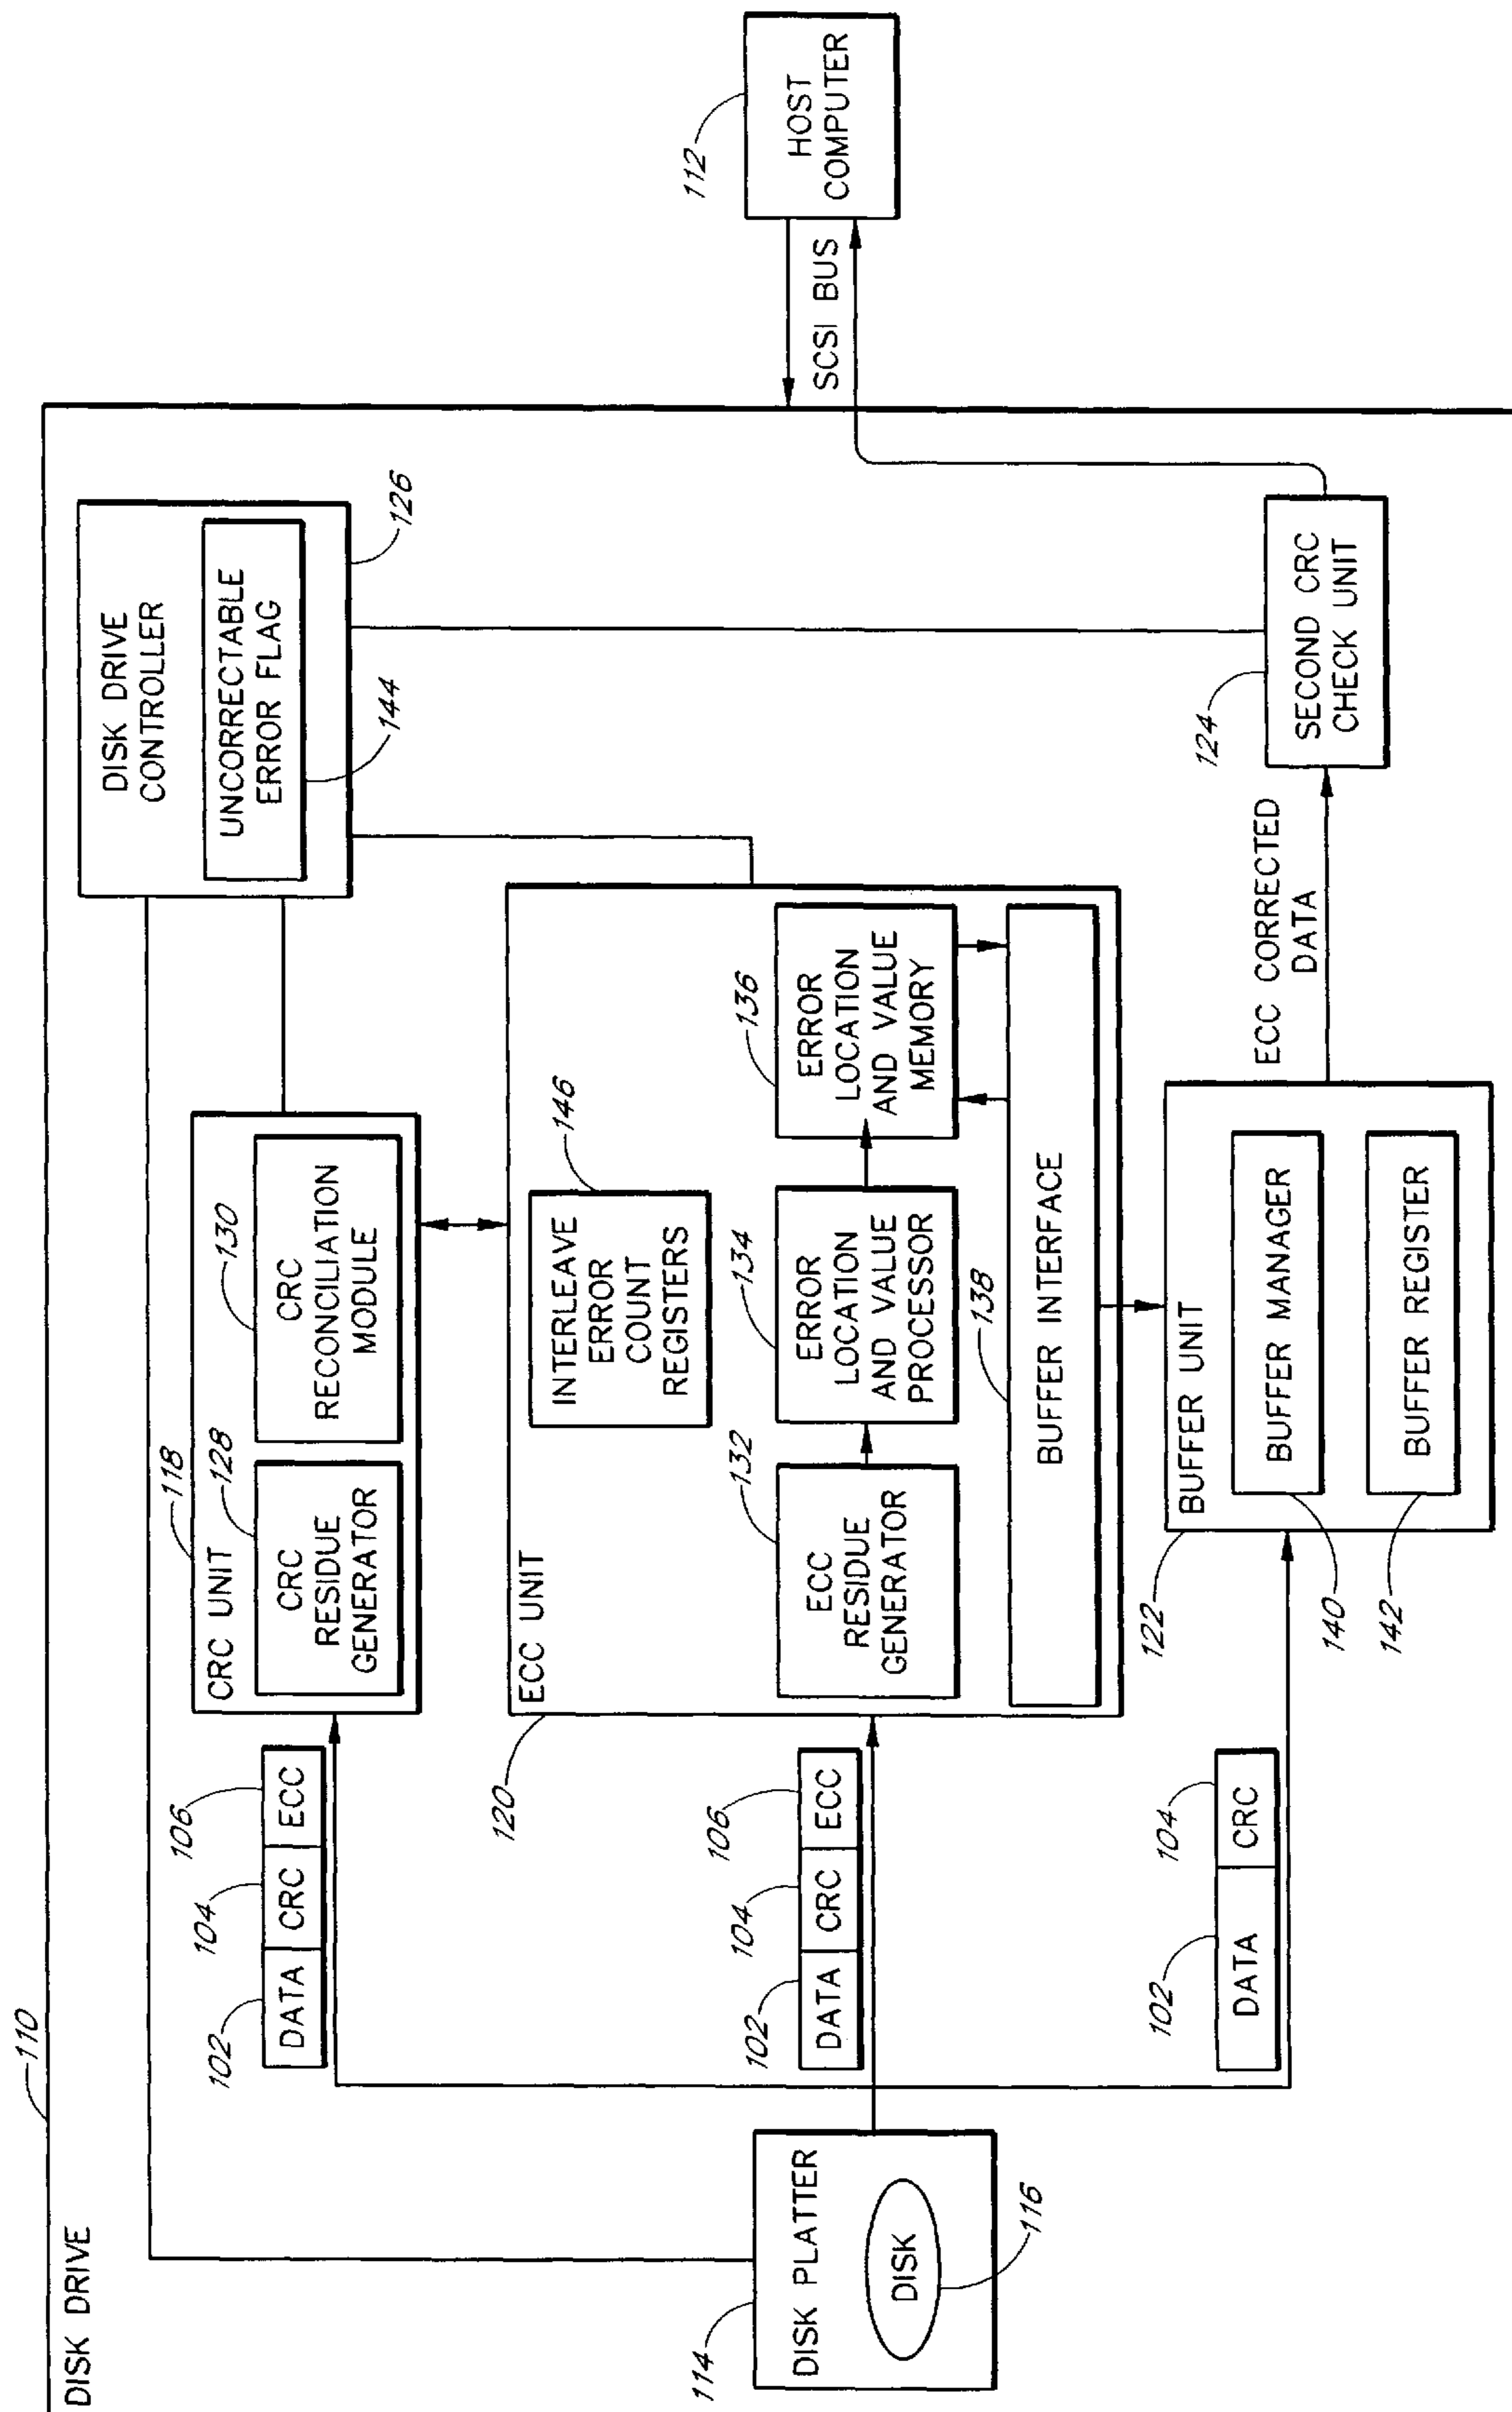 110
DISK DRIVE
DISK DRIVE
CONTROLLER
UNCORRECTABLE
ERROR FLAG
144
126
118
CRC UNIT
128
CRC
RESIDUE
GENERATOR
130
CRC
RECONCILIATION
MODULE
102
104
106
DATA
CRC
ECC
114
DISK PLATTER
DISK
116
102
104
106
DATA
CRC
ECC
120
ECC UNIT
INTERLEAVE
ERROR
COUNT
REGISTERS
146
132
ECC
RESIDUE
GENERATOR
134
ERROR
LOCATION
AND VALUE
PROCESSOR
136
ERROR
LOCATION
AND VALUE
MEMORY
138
BUFFER INTERFACE
112
HOST
COMPUTER
SCSI BUS
102
104
DATA
CRC
122
BUFFER UNIT
BUFFER MANAGER
140
BUFFER REGISTER
142
ECC CORRECTED
DATA
124
SECOND CRC
CHECK UNIT